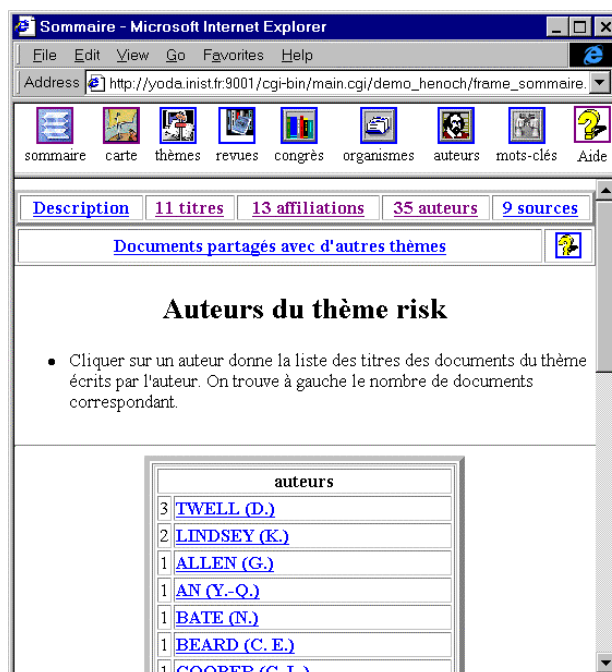 Sommaire - Microsoft Internet Explorer
File Edit View Go Favorites Help
Address http://yoda.inist.fr:9001/cgi-bin/main.cgi/demo_henoch/frame_sommaire.
sommaire carte thèmes revues congrès organismes auteurs mots-clés Aide
Description 11 titres 13 affiliations 35 auteurs 9 sources
Documents partagés avec d'autres thèmes
Auteurs du thème risk
• Cliquer sur un auteur donne la liste des titres des documents du thème
écrits par l'auteur. On trouve à gauche le nombre de documents
correspondant.
auteurs
3 TWELL (D.)
2 LINDSEY (K.)
1 ALLEN (G.)
1 AN (Y.-Q.)
1 BATE (N.)
1 BEARD (C. E.)
1 COOPER (C. L.)